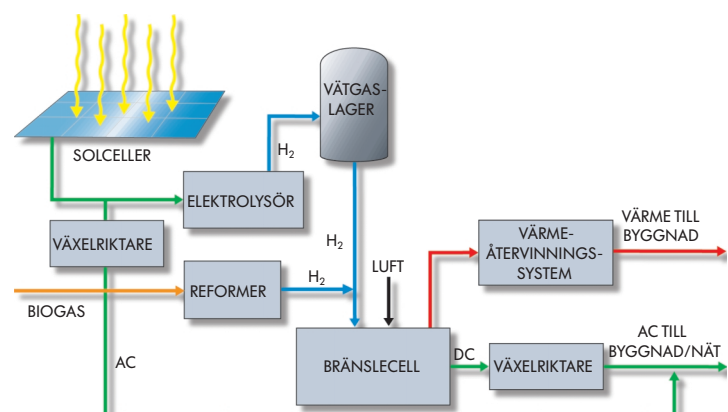 VÄTGAS-
LAGER
SOLCELLER
H₂
ELEKTROLYSÖR
VÄXELRIKTARE
H₂
VÄRME-
ÅTERVINNINGS-
SYSTEM
VÄRME TILL
BYGGNAD
REFORMER
H₂
LUFT
BIOGAS
AC
BRÄNSLECELL
DC
VÄXELRIKTARE
AC TILL
BYGGNAD/NÄT